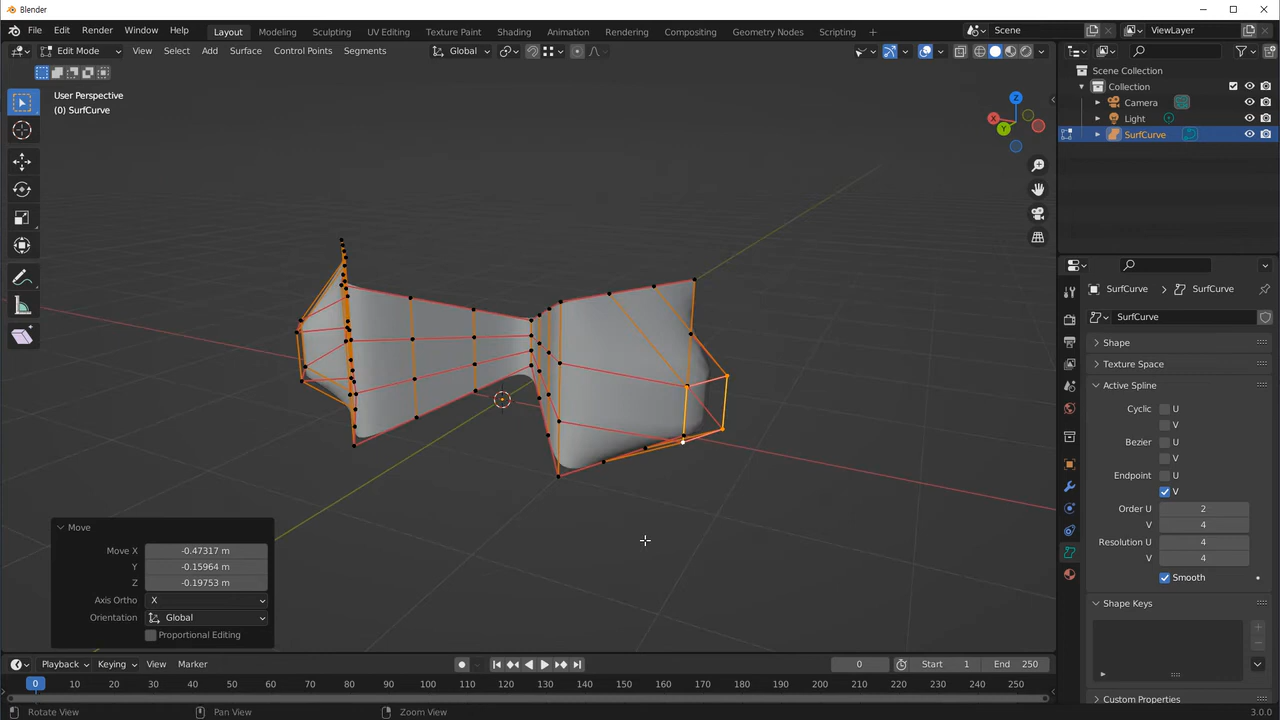 Blender
File Edit Render Window Help Layout Modeling Sculpting UV Editing Texture Paint Shading Animation Rendering Compositing Geometry Nodes Scripting Scene ViewLayer
Edit Mode View Select Add Surface Control Points Segments Global
User Perspective
(0) SurfCurve
Scene Collection
Collection
Camera
Light
SurfCurve
X
Y
Z
SurfCurve SurfCurve
SurfCurve
Shape
Texture Space
Active Spline
Cyclic U
V
Bezier U
V
Endpoint U
V
Order U 2
V 4
Resolution U 4
V 4
Smooth
Shape Keys
Custom Properties
Move
Move X -0.47317 m
Y -0.15964 m
Z -0.19753 m
Axis Ortho X
Orientation Global
Proportional Editing
Playback Keying View Marker 0 Start 1 End 250
0 10 20 30 40 50 60 70 80 90 100 110 120 130 140 150 160 170 180 190 200 210 220 230 240 250
Rotate View Pan View Zoom View 3.0.0